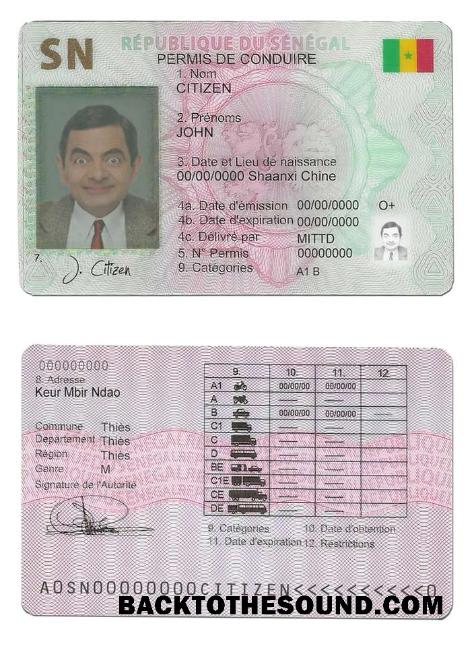 SN
RÉPUBLIQUE DU SÉNÉGAL
PERMIS DE CONDUIRE
1. Nom
CITIZEN
2. Prénoms
JOHN
3. Date et Lieu de naissance
00/00/0000 Shaanxi Chine
4a. Date d'émission 00/00/0000 O+
4b. Date d'expiration 00/00/0000
4c. Délivré par MITTD
5. N° Permis 00000000
9. Catégories A1 B
7.
J. Citizen
000000000
8. Adresse
Keur Mbir Ndao
Commune Thiès
Département Thiès
Région Thiès
Genre M
Signature de l'Autorité
9. 10. 11. 12.
A1 00/00/00 00/00/00
A
B 00/00/00 00/00/00
C1
C
D
BE
C1E
CE
DE
9. Catégories 10. Date d'obtention
11. Date d'expiration 12. Restrictions
AOSN00000000CITIZEN<<<<<<<<<<<0
BACKTOTHESOUND.COM